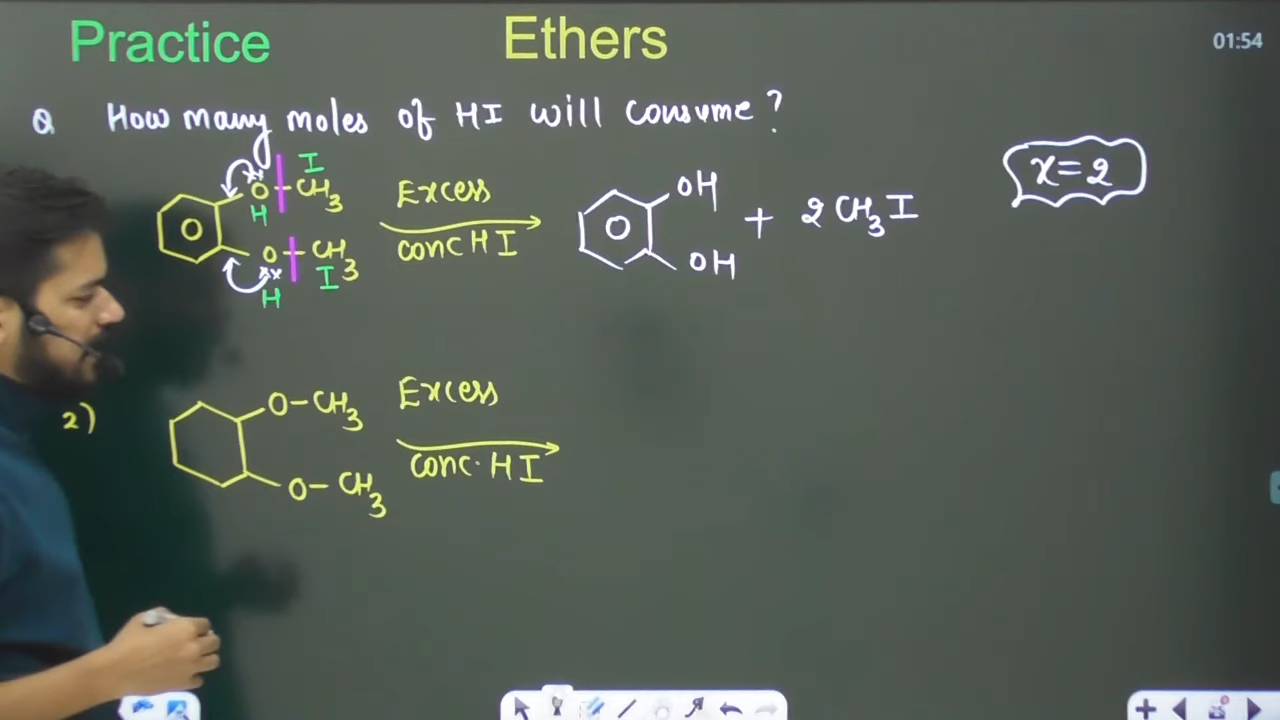 Practice Ethers 01:54
Q How many moles of HI will consume?
x=2
I
O-CH3 Excess OH
H
O-CH3 conc HI + 2CH3I
I OH
H
2) O-CH3 Excess
O-CH3 conc. HI